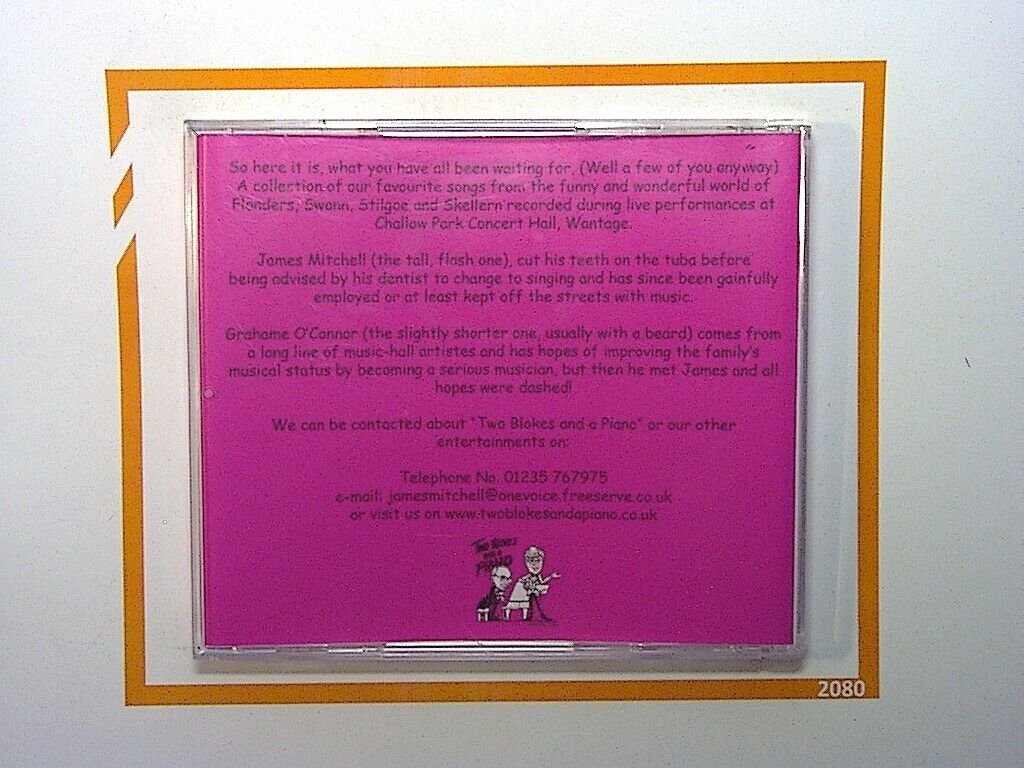 So here it is, what you have all been waiting for, (Well a few of you anyway)
A collection of our favourite songs from the funny and wonderful world of
Flanders, Swann, Stilgoe and Skellern recorded during live performances at
Challow Park Concert Hall, Wantage.
James Mitchell (the tall, flash one), cut his teeth on the tuba before
being advised by his dentist to change to singing and has since been gainfully
employed or at least kept off the streets with music.
Grahame O'Connor (the slightly shorter one, usually with a beard) comes from
a long line of music-hall artistes and has hopes of improving the family's
musical status by becoming a serious musician, but then he met James and all
hopes were dashed!
We can be contacted about "Two Blokes and a Piano" or our other
entertainments on:
Telephone No. 01235 767975
e-mail: jamesmitchell@onevoice.freeserve.co.uk
or visit us on www.twoblokesandapiano.co.uk
TWO BLOKES
AND A
PIANO
2080